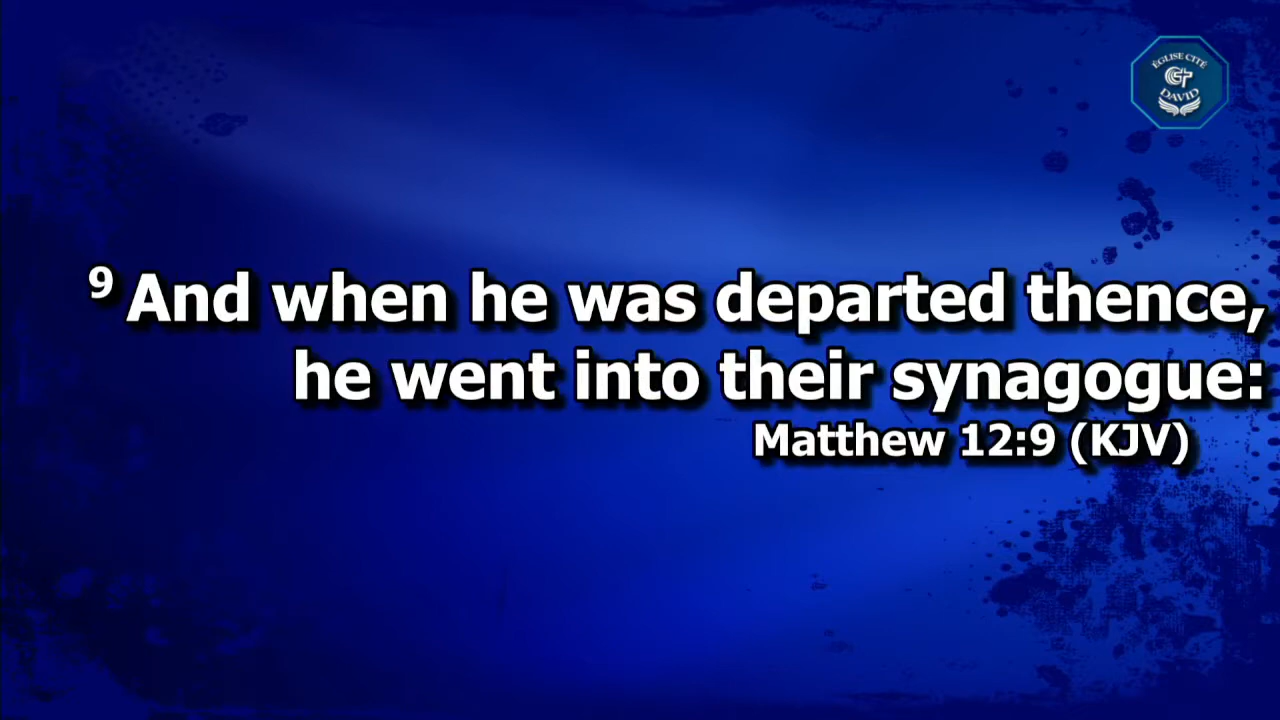 ÉGLISE CITÉ
DAVID
9 And when he was departed thence,
he went into their synagogue:
Matthew 12:9 (KJV)